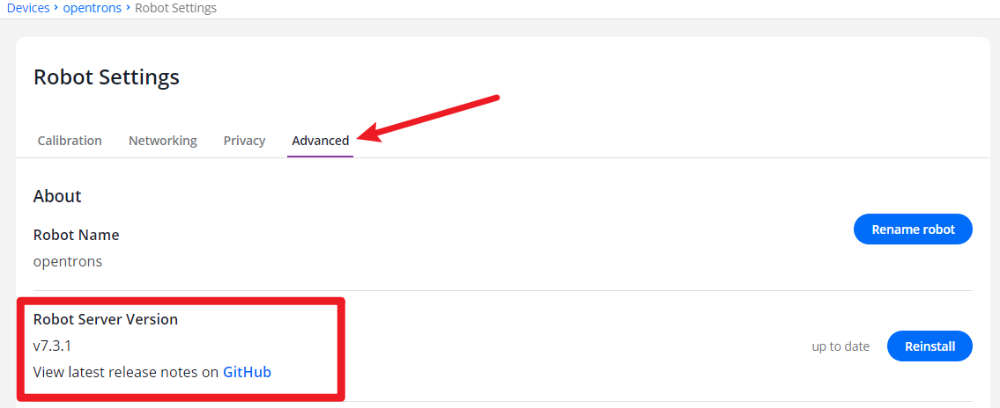 Devices › opentrons › Robot Settings
Robot Settings
Calibration Networking Privacy Advanced
About
Robot Name
opentrons
Rename robot
Robot Server Version
v7.3.1
View latest release notes on GitHub
up to date Reinstall